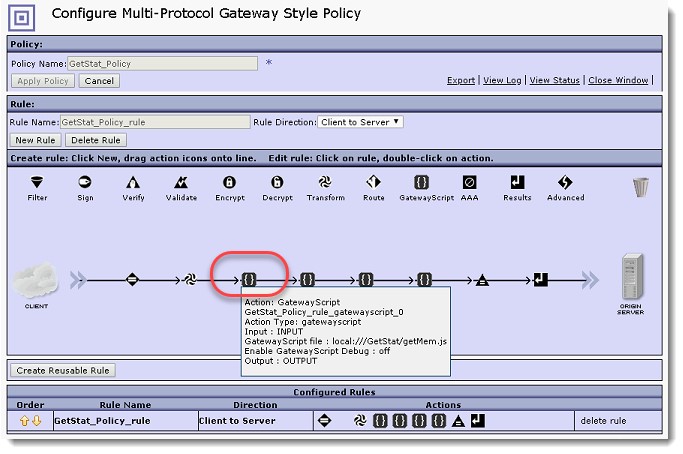 Configure Multi-Protocol Gateway Style Policy
Policy:
Policy Name: GetStat_Policy *
Apply Policy Cancel Export | View Log | View Status | Close Window |
Rule:
Rule Name: GetStat_Policy_rule Rule Direction: Client to Server
New Rule Delete Rule
Create rule: Click New, drag action icons onto line. Edit rule: Click on rule, double-click on action.
Filter Sign Verify Validate Encrypt Decrypt Transform Route GatewayScript AAA Results Advanced
CLIENT
ORIGIN
SERVER
Action: GatewayScript
GetStat_Policy_rule_gatewayscript_0
Action Type: gatewayscript
Input : INPUT
GatewayScript file : local:///GetStat/getMem.js
Enable GatewayScript Debug : off
Output : OUTPUT
Create Reusable Rule
Configured Rules
Order Rule Name Direction Actions
GetStat_Policy_rule Client to Server delete rule